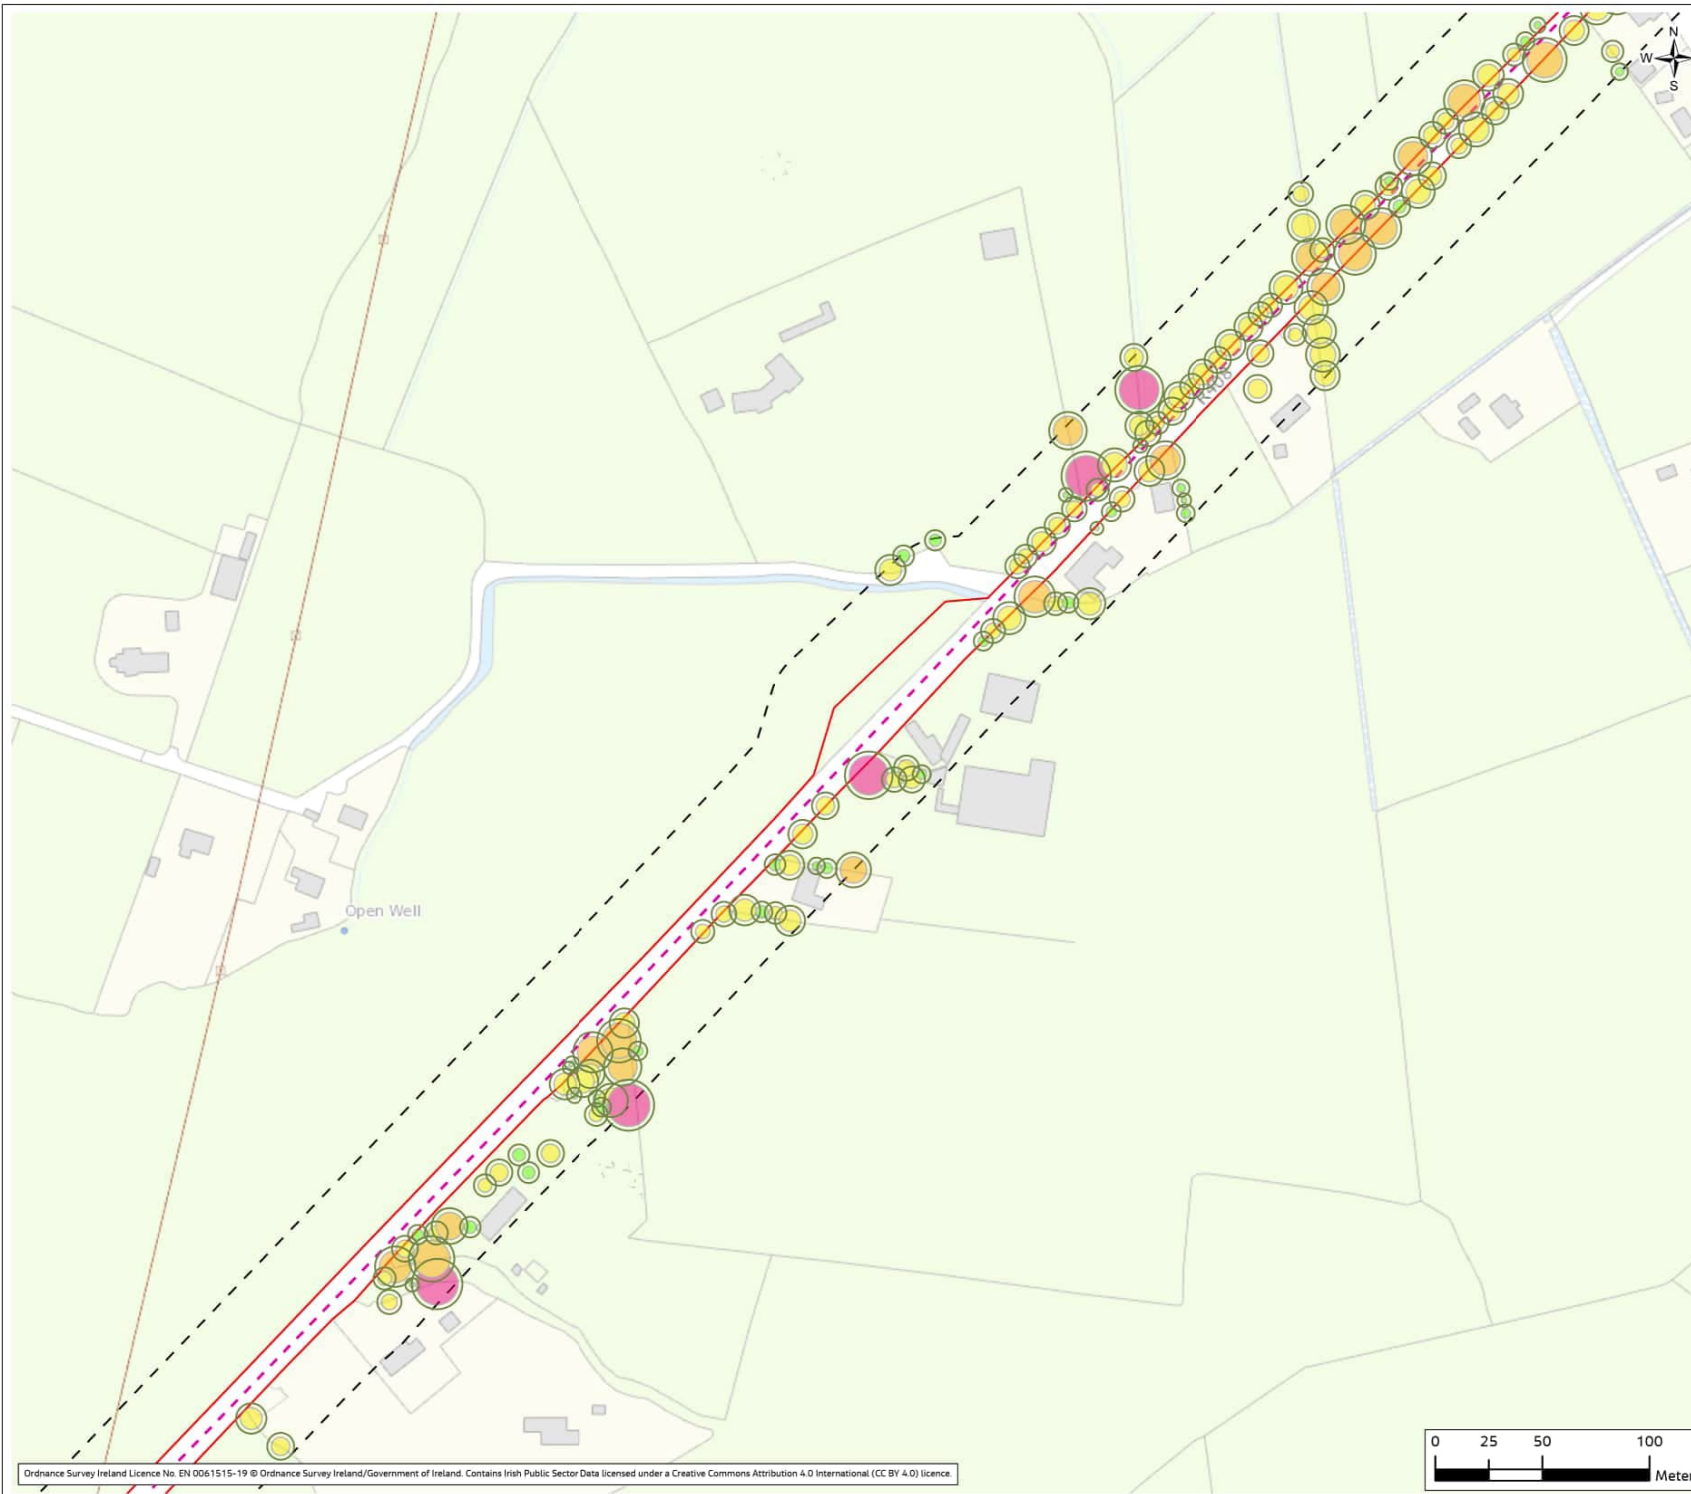 N
W
S
R403
Open Well
0 25 50 100
Meter
Ordnance Survey Ireland Licence No. EN 0061515-19 © Ordnance Survey Ireland/Government of Ireland. Contains Irish Public Sector Data licensed under a Creative Commons Attribution 4.0 International (CC BY 4.0) licence.